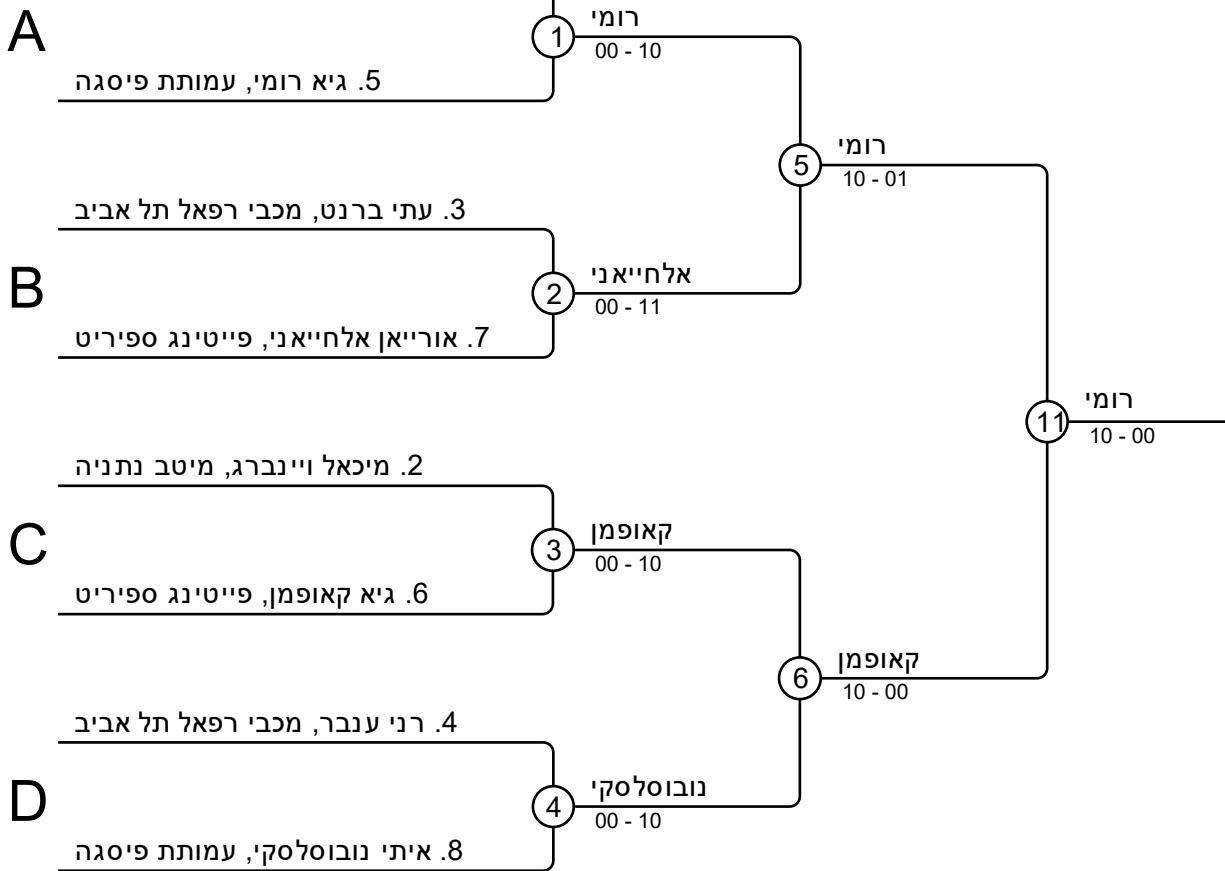 A
1
רומי
00 - 10
5. גיא רומי, עמותת פיסגה
5
רומי
10 - 01
3. עתי ברנט, מכבי רפאל תל אביב
B
2
אלחייאני
00 - 11
7. אורייאן אלחייאני, פייטינג ספיריט
11
רומי
10 - 00
2. מיכאל ויינברג, מיטב נתניה
C
3
קאופמן
00 - 10
6. גיא קאופמן, פייטינג ספיריט
6
קאופמן
10 - 00
4. רני ענבר, מכבי רפאל תל אביב
D
4
נובוסלסקי
00 - 10
8. איתי נובוסלסקי, עמותת פיסגה